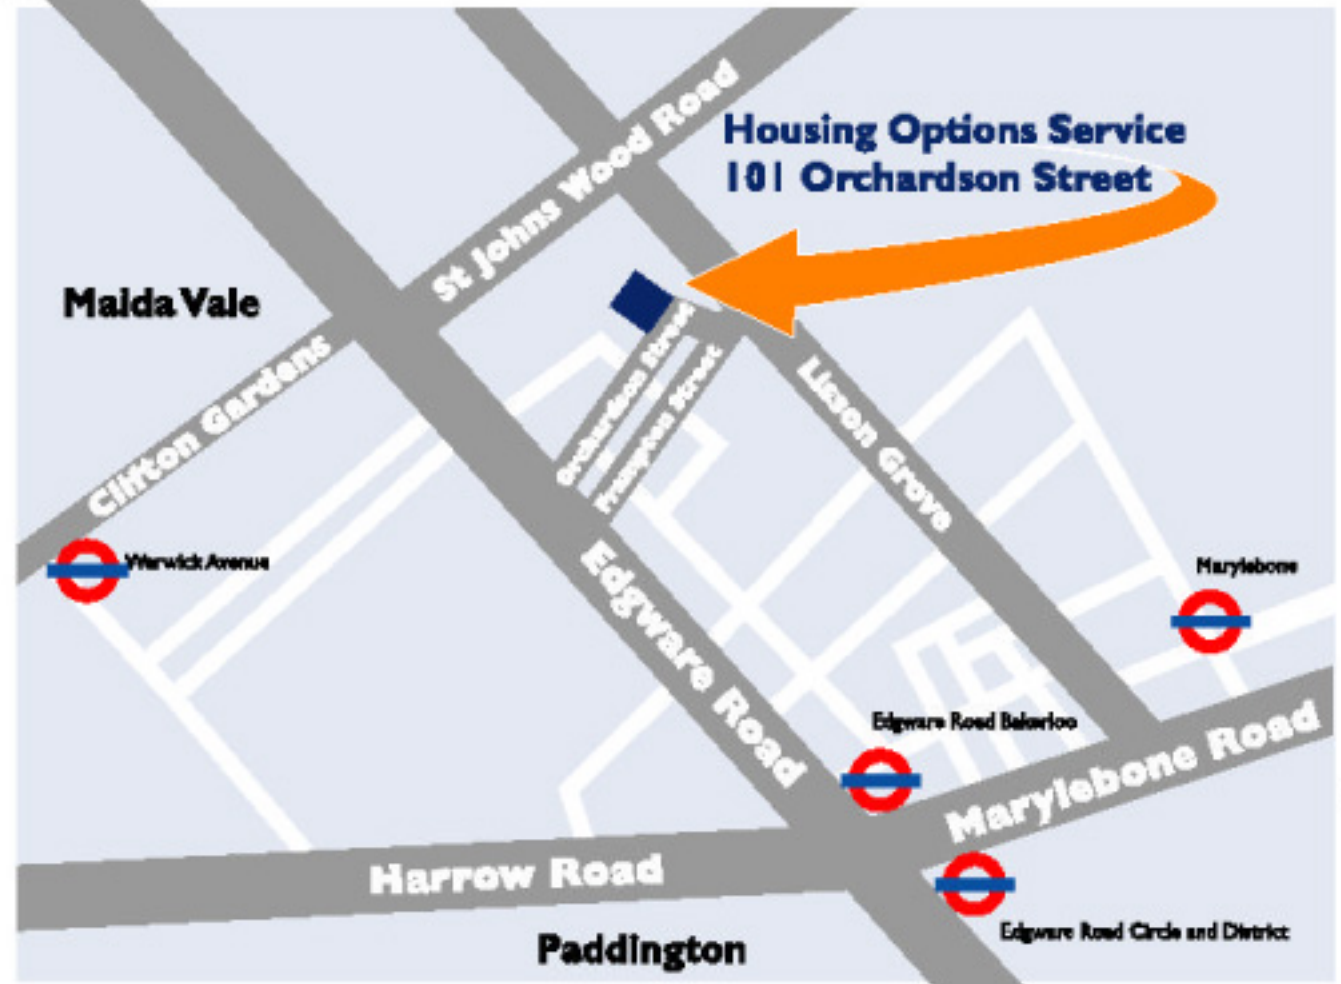 St Johns Wood Road
Housing Options Service
101 Orchardson Street
Maida Vale
Clifton Gardens
Orchardson Street
Frampton Street
Lisson Grove
Warwick Avenue
Edgware Road
Marylebone
Edgware Road Bakerloo
Marylebone Road
Harrow Road
Edgware Road Circle and District
Paddington